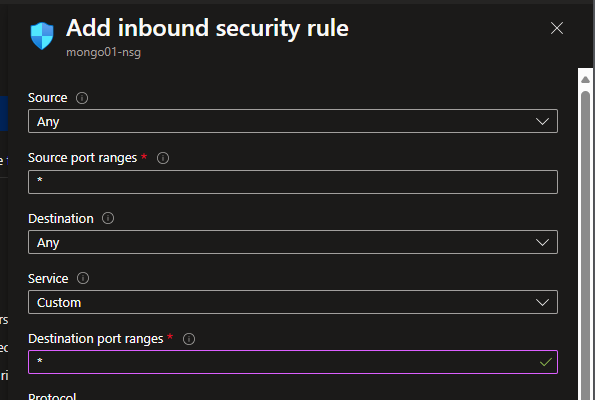 Add inbound security rule
mongo01-nsg
Source
Any
Source port ranges *
*
Destination
Any
Service
Custom
Destination port ranges *
*
Protocol